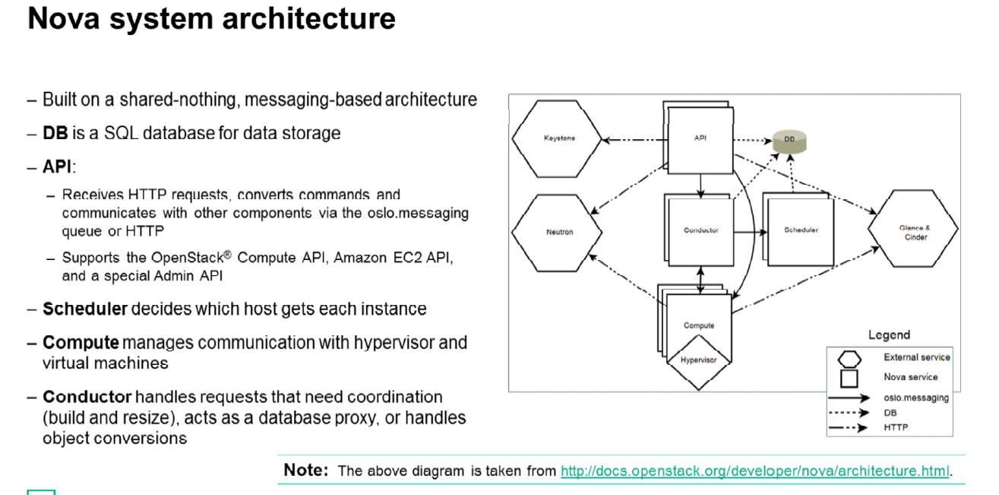 Nova system architecture
– Built on a shared-nothing, messaging-based architecture
– DB is a SQL database for data storage
– API:
– Receives HTTP requests, converts commands and
communicates with other components via the oslo.messaging
queue or HTTP
– Supports the OpenStack® Compute API, Amazon EC2 API,
and a special Admin API
– Scheduler decides which host gets each instance
– Compute manages communication with hypervisor and
virtual machines
– Conductor handles requests that need coordination
(build and resize), acts as a database proxy, or handles
object conversions
Keystone
API
DB
Neutron
Conductor
Scheduler
Glance &
Cinder
Compute
Hypervisor
Legend
External service
Nova service
oslo.messaging
DB
HTTP
Note: The above diagram is taken from http://docs.openstack.org/developer/nova/architecture.html.